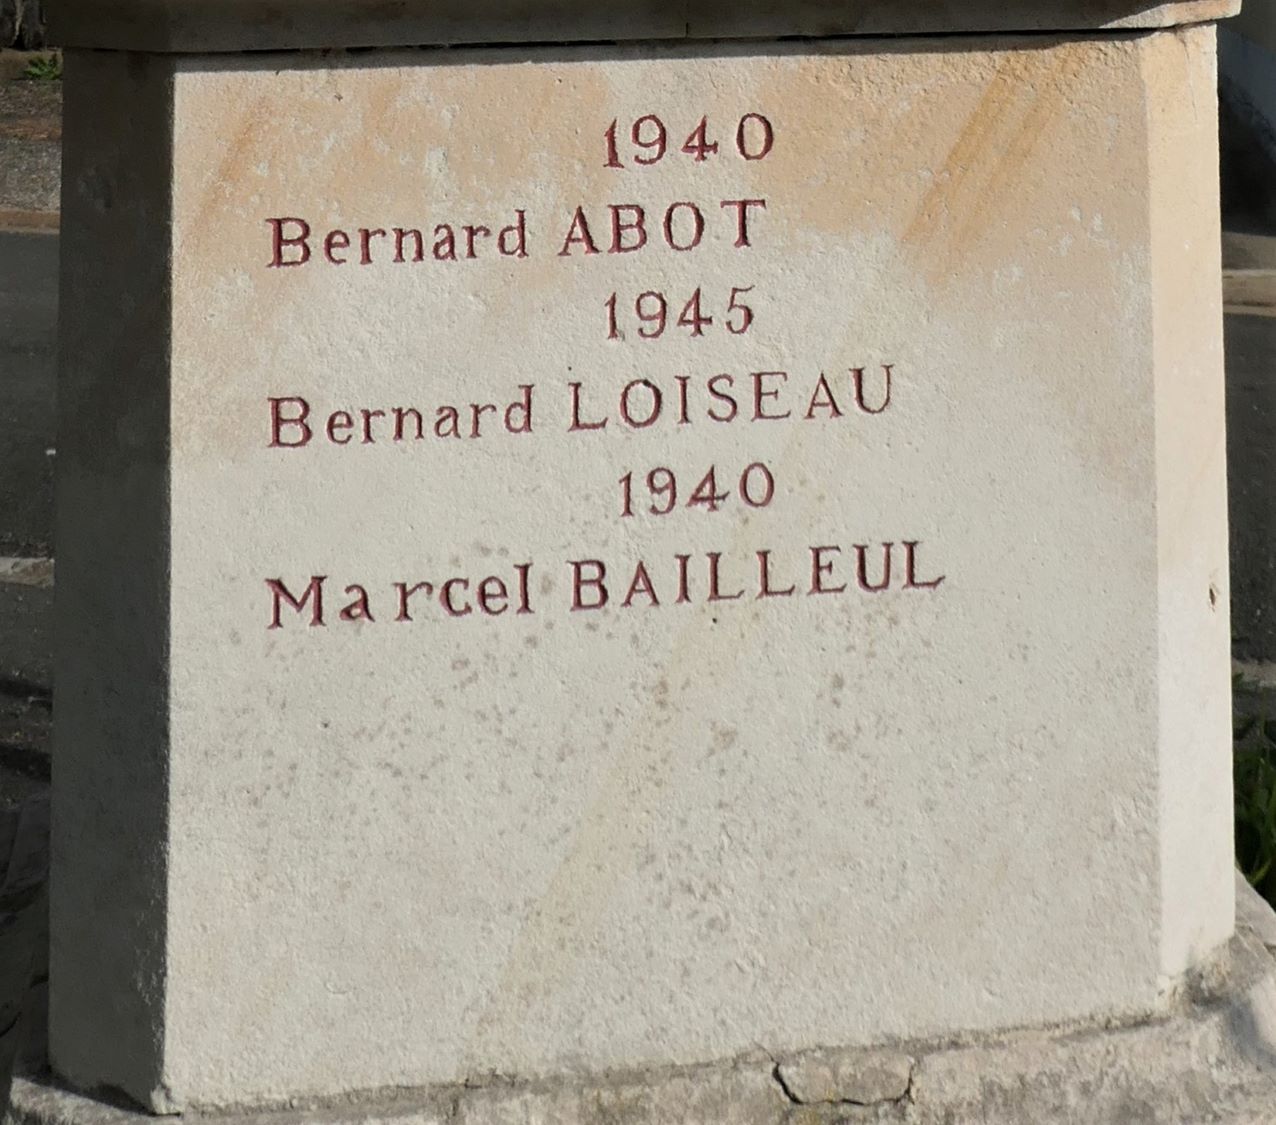 1940
Bernard ABOT
1945
Bernard LOISEAU
1940
Marcel BAILLEUL